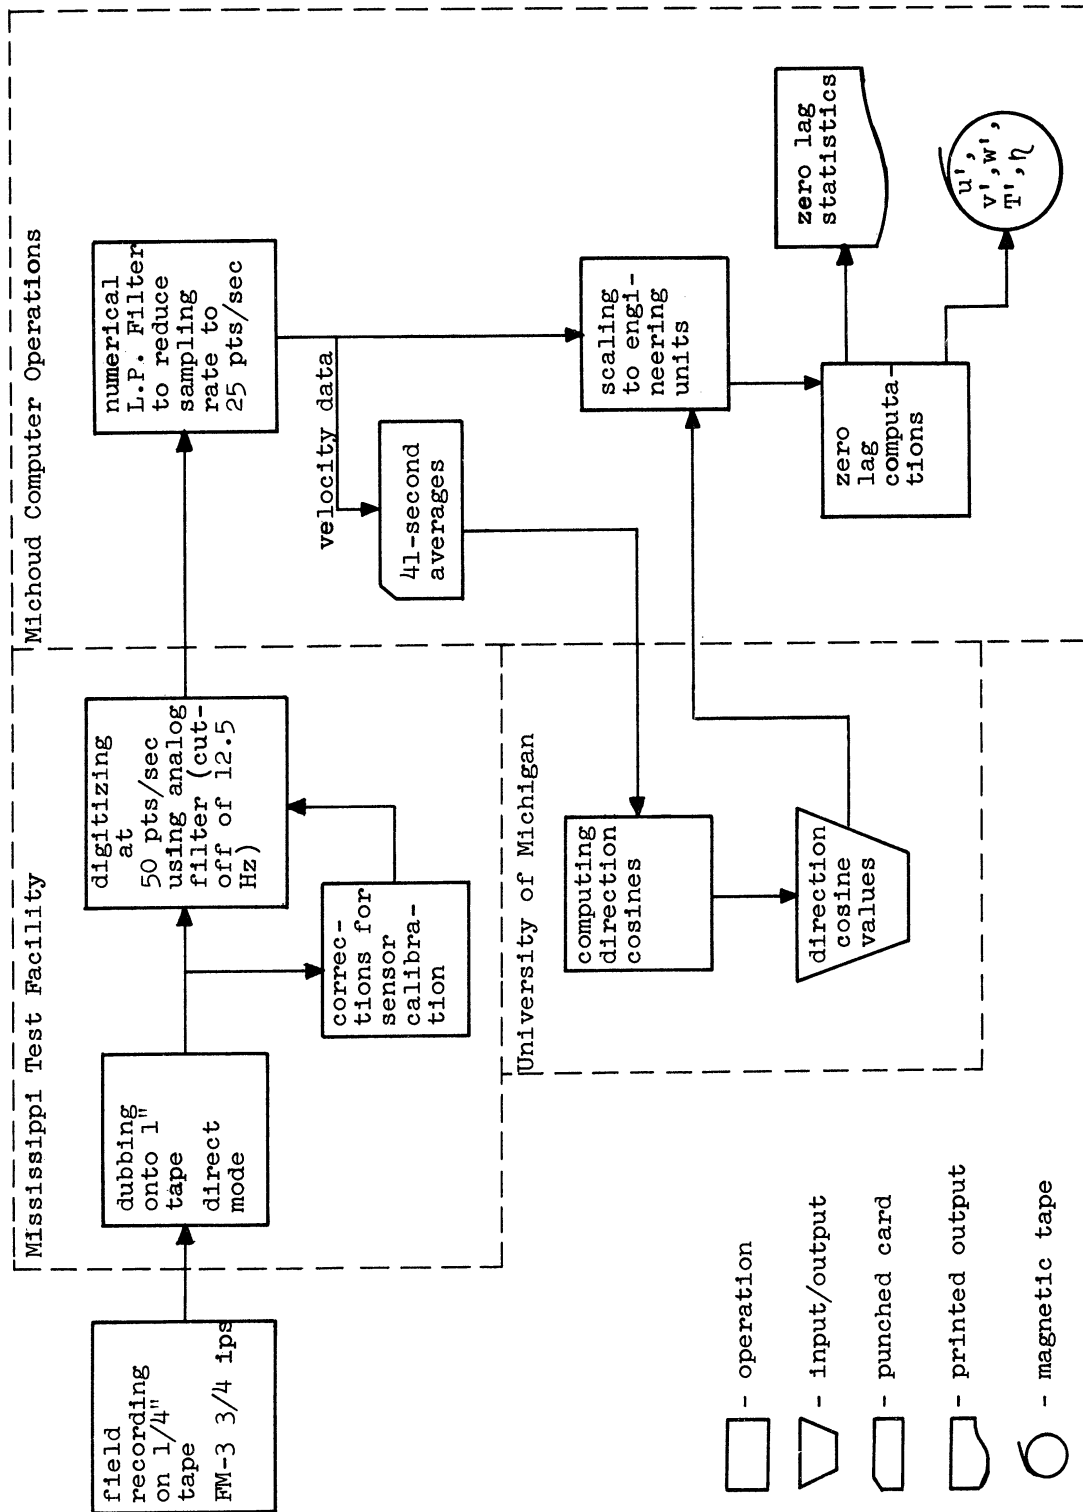 field
recording
on 1/4"
tape
FM-3 3/4 ips
Mississippi Test Facility
dubbing
onto 1"
tape
direct
mode
digitizing
at
50 pts/sec
using analog
filter (cut-
off of 12.5
Hz)
correc-
tions for
sensor
calibra-
tion
Michoud Computer Operations
numerical
L.P. Filter
to reduce
sampling
rate to
25 pts/sec
velocity data
41-second
averages
scaling
to engi-
neering
units
zero
lag
computa-
tions
zero lag
statistics
u',
v',w',
T',η
University of Michigan
computing
direction
cosines
direction
cosine
values
- operation
- input/output
- punched card
- printed output
- magnetic tape